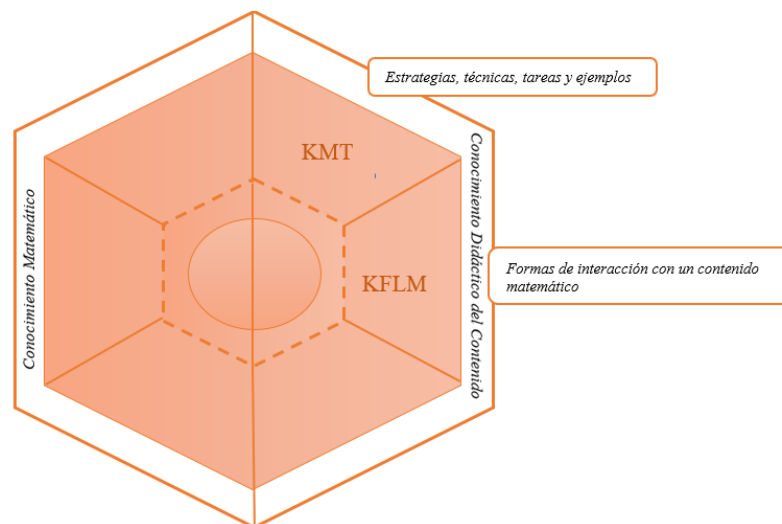 Estrategias, técnicas, tareas y ejemplos
KMT
Conocimiento Matemático
Conocimiento Didáctico del Contenido
KFLM
Formas de interacción con un contenido
matemático